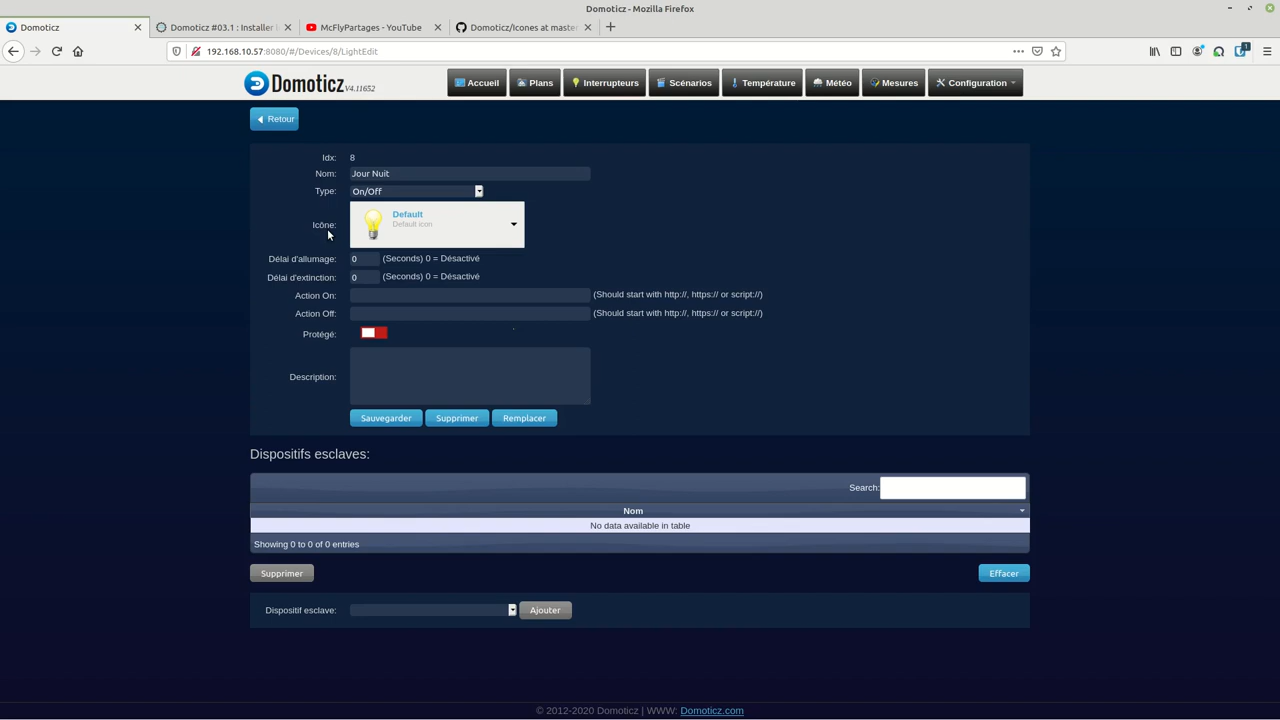 Domoticz - Mozilla Firefox
Domoticz
Domoticz #03.1 : Installer
McFlyPartages - YouTube
Domoticz/Icones at master
192.168.10.57:8080/#/Devices/8/LightEdit
1
Domoticz V4.11652
Accueil
Plans
Interrupteurs
Scénarios
Température
Météo
Mesures
Configuration
Retour
Idx: 8
Nom: Jour Nuit
Type: On/Off
Icône: Default
Default icon
Délai d'allumage: 0 (Seconds) 0 = Désactivé
Délai d'extinction: 0 (Seconds) 0 = Désactivé
Action On: (Should start with http://, https:// or script://)
Action Off: (Should start with http://, https:// or script://)
Protégé:
Description:
Sauvegarder Supprimer Remplacer
Dispositifs esclaves:
Search:
Nom
No data available in table
Showing 0 to 0 of 0 entries
Supprimer Effacer
Dispositif esclave: Ajouter
© 2012-2020 Domoticz | WWW: Domoticz.com